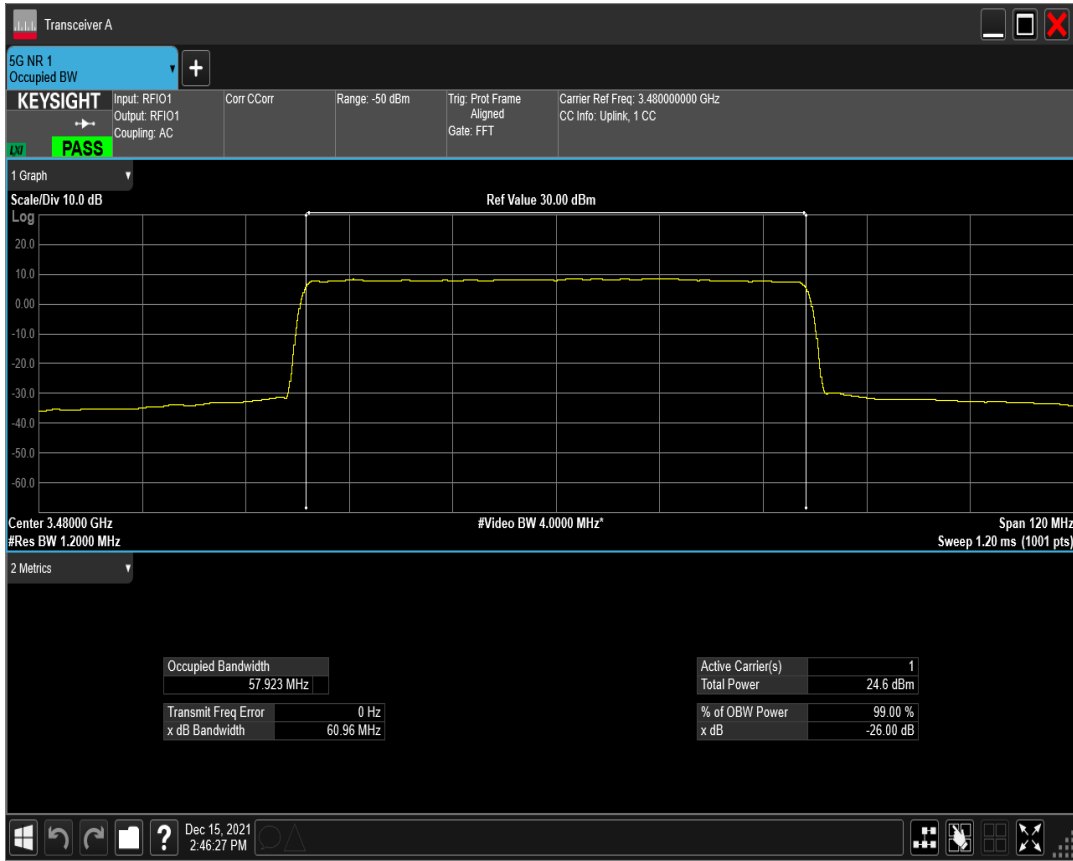 Transceiver A
5G NR 1
Occupied BW
+
KEYSIGHT
Input: RFIO1
Output: RFIO1
Coupling: AC
LXI
PASS
Corr CCorr
Range: -50 dBm
Trig: Prot Frame
Aligned
Gate: FFT
Carrier Ref Freq: 3.480000000 GHz
CC Info: Uplink, 1 CC
1 Graph
Scale/Div 10.0 dB
Ref Value 30.00 dBm
Log
20.0
10.0
0.00
-10.0
-20.0
-30.0
-40.0
-50.0
-60.0
Center 3.48000 GHz
#Video BW 4.0000 MHz*
Span 120 MHz
#Res BW 1.2000 MHz
Sweep 1.20 ms (1001 pts)
2 Metrics
Occupied Bandwidth
57.923 MHz
Transmit Freq Error 0 Hz
x dB Bandwidth 60.96 MHz
Active Carrier(s) 1
Total Power 24.6 dBm
% of OBW Power 99.00 %
x dB -26.00 dB
?
Dec 15, 2021
2:46:27 PM